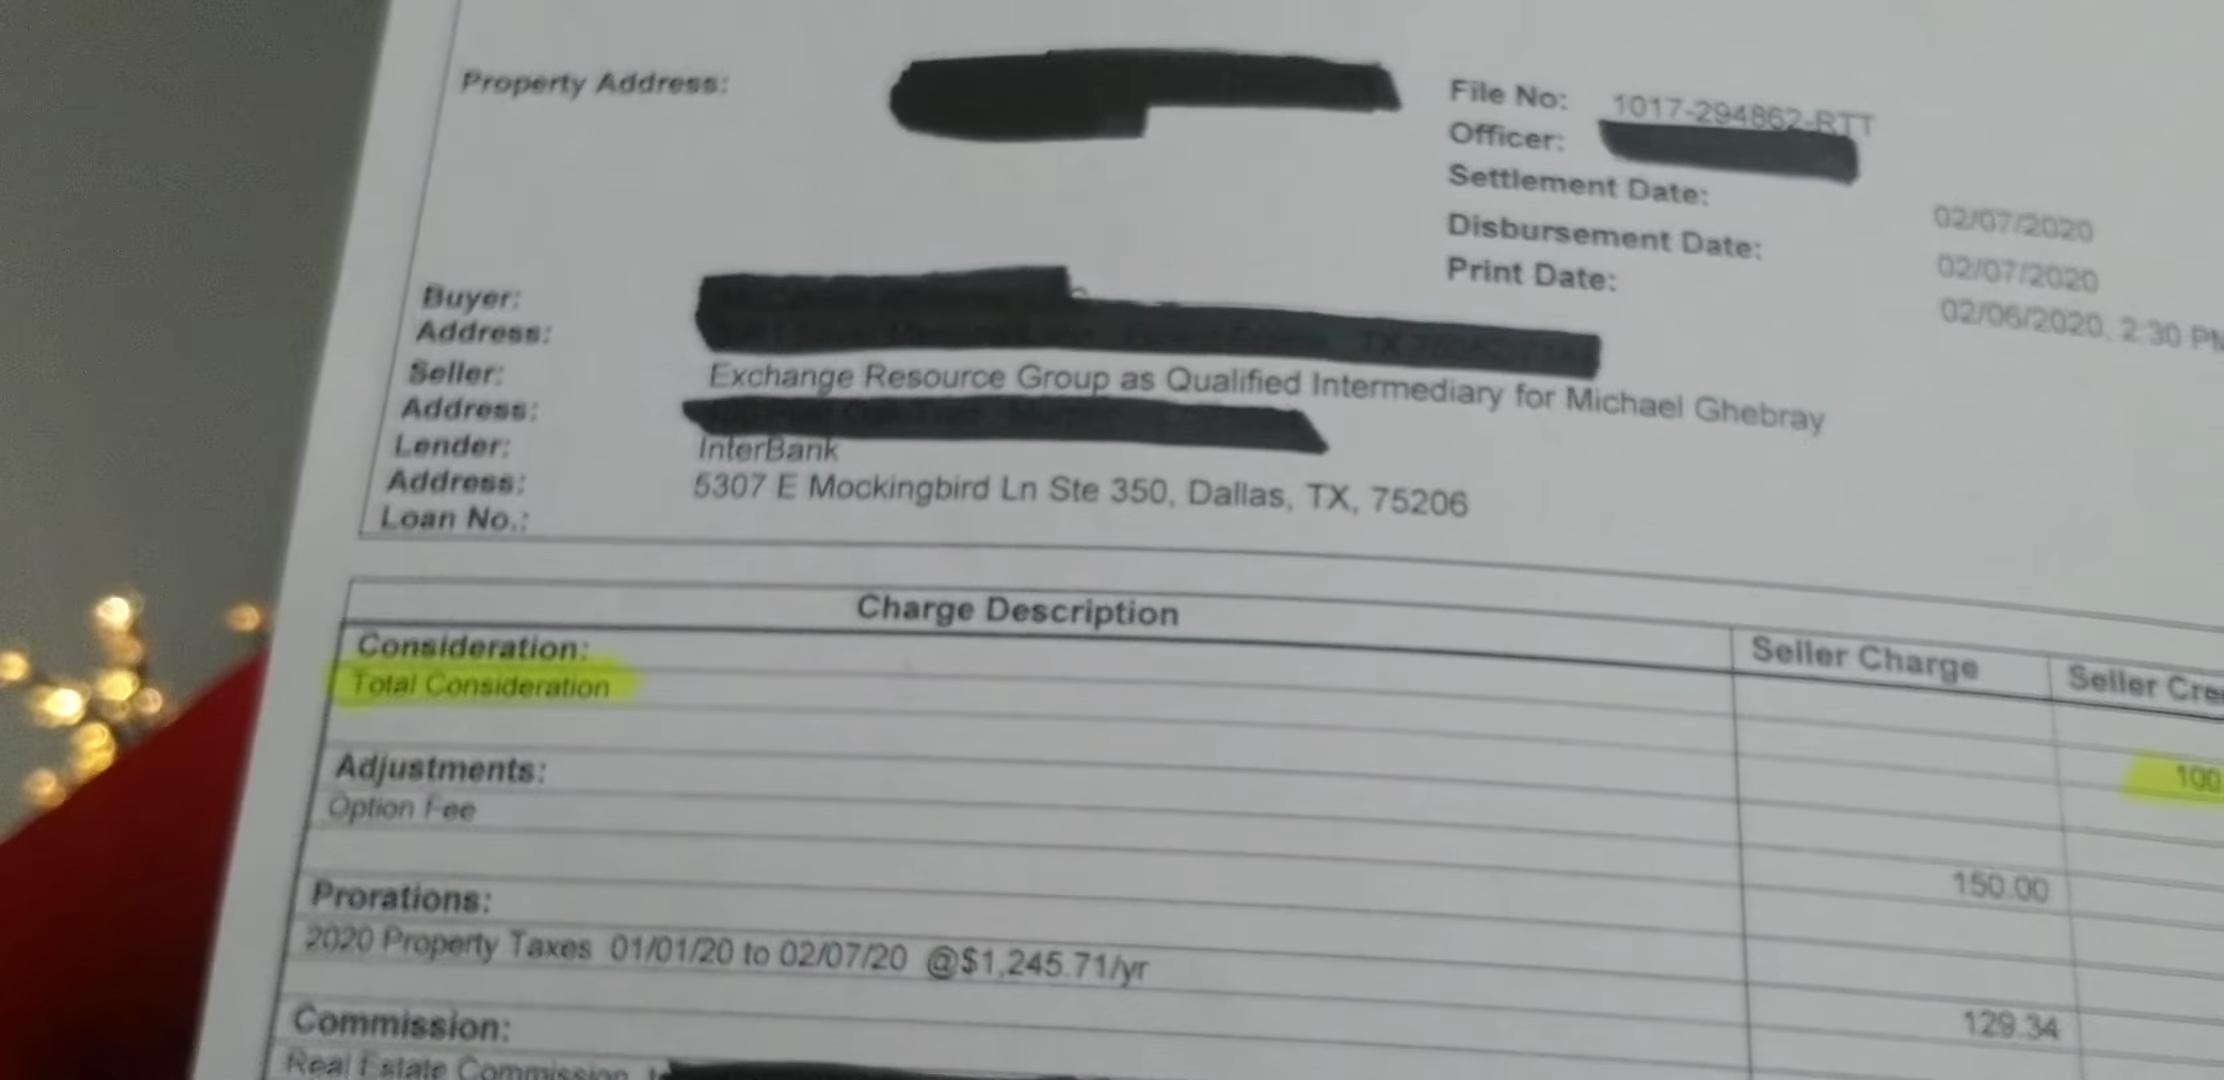 Property Address:
File No: 1017-294862-RTT
Officer:
Settlement Date: 02/07/2020
Disbursement Date: 02/07/2020
Print Date: 02/06/2020, 2:30 PM
Buyer:
Address:
Seller: Exchange Resource Group as Qualified Intermediary for Michael Ghebray
Address:
Lender: InterBank
Address: 5307 E Mockingbird Ln Ste 350, Dallas, TX, 75206
Loan No.:
Charge Description Seller Charge Seller Cre
Consideration:
Total Consideration 100
Adjustments:
Option Fee 150.00
Prorations:
2020 Property Taxes 01/01/20 to 02/07/20 @$1,245.71/yr 129.34
Commission:
Real Estate Commission